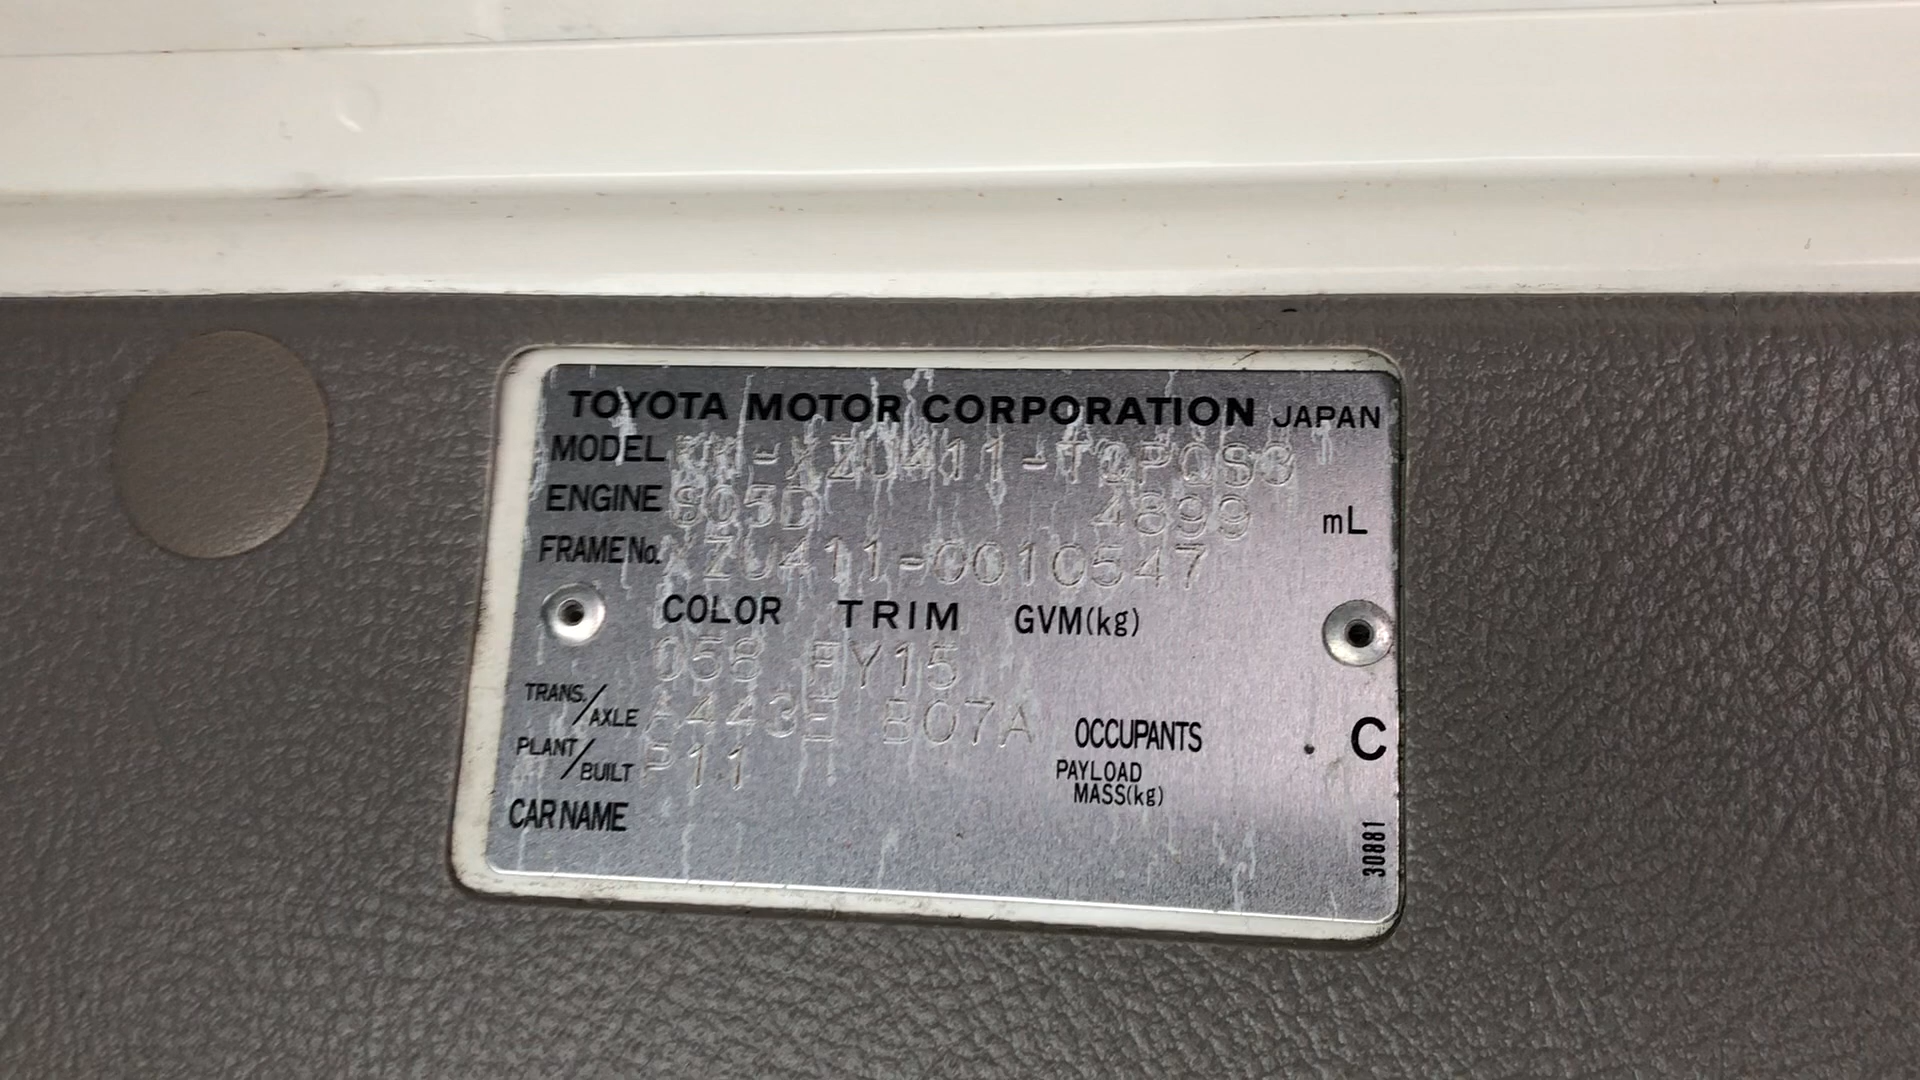 TOYOTA MOTOR CORPORATION JAPAN
MODEL
ENGINE S05D 4899 mL
FRAME No. XZU411-0010547
COLOR TRIM GVM(kg)
058 FY15
TRANS./AXLE A443E B07A OCCUPANTS C
PLANT/BUILT P11 PAYLOAD MASS(kg)
CAR NAME
30881